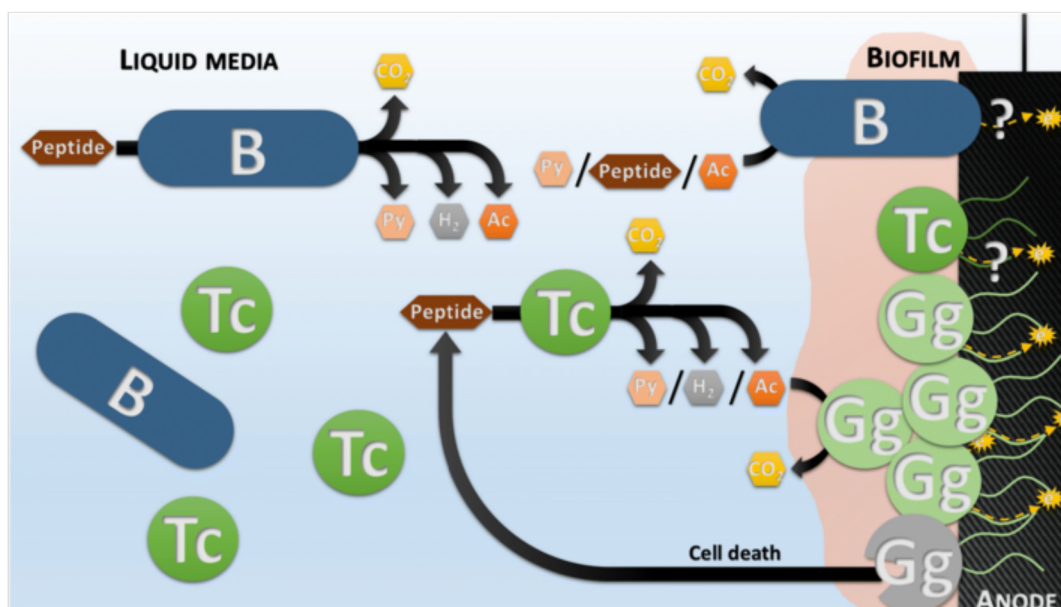 LIQUID MEDIA
BIOFILM
CO2
CO2
Peptide
B
B
?
e
Py / Peptide / Ac
Py
H2
Ac
Tc
CO2
?
e
Tc
Peptide
Tc
Gg
e
B
Py / H2 / Ac
Gg
Gg
e
Tc
CO2
Gg
e
Tc
Cell death
Gg
ANODE